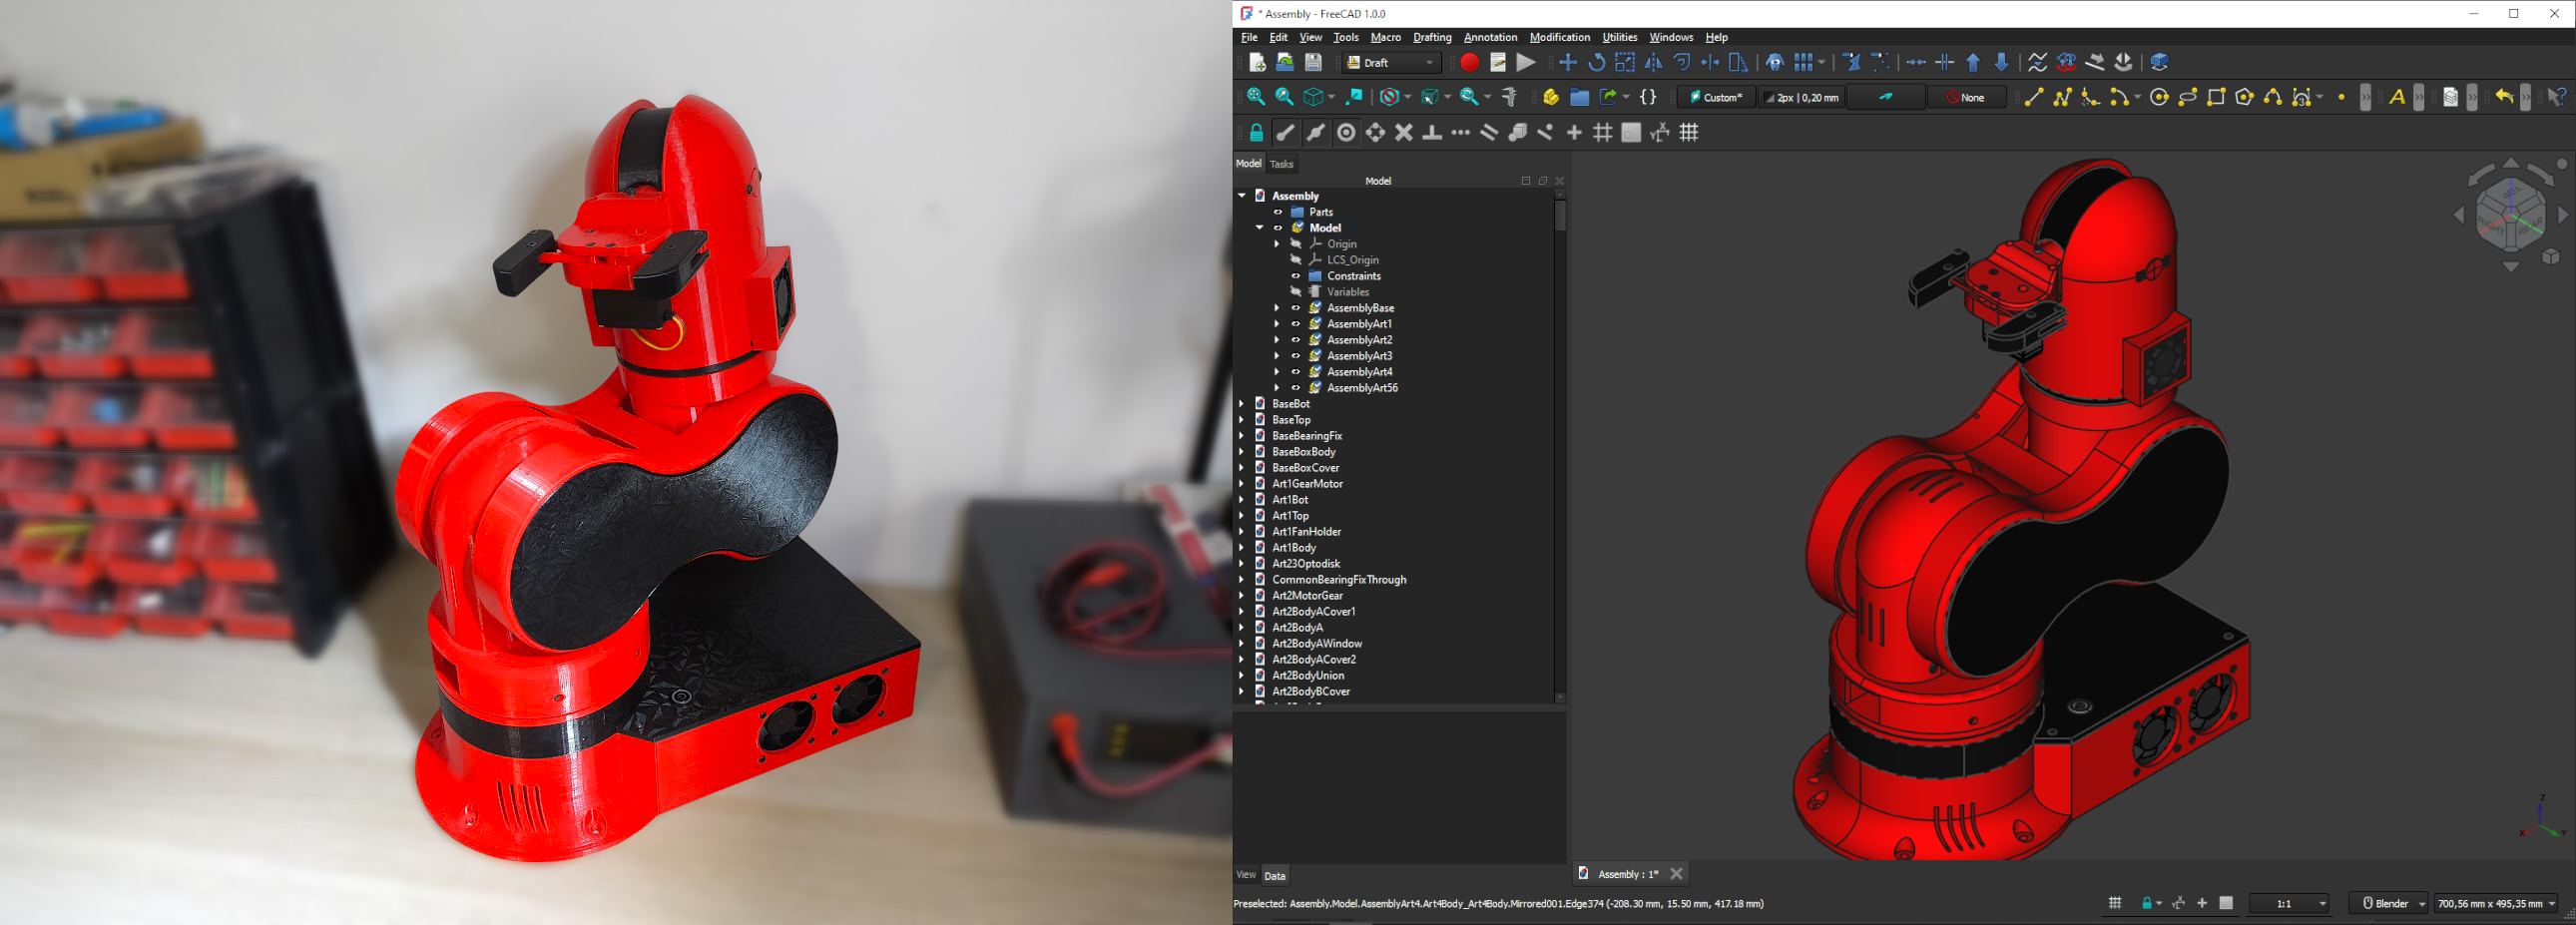 * Assembly - FreeCAD 1.0.0
File Edit View Tools Macro Drafting Annotation Modification Utilities Windows Help
Draft
Custom* 2px | 0,20 mm None
Model Tasks
Model
Assembly
Parts
Model
Origin
LCS_Origin
Constraints
Variables
AssemblyBase
AssemblyArt1
AssemblyArt2
AssemblyArt3
AssemblyArt4
AssemblyArt56
BaseBot
BaseTop
BaseBearingFix
BaseBoxBody
BaseBoxCover
Art1GearMotor
Art1Bot
Art1Top
Art1FanHolder
Art1Body
Art23Optodisk
CommonBearingFixThrough
Art2MotorGear
Art2BodyACover1
Art2BodyA
Art2BodyAWindow
Art2BodyACover2
Art2BodyUnion
Art2BodyBCover
RIGHT REAR
Z
X Y
View Data
Assembly : 1*
Preselected: Assembly.Model.AssemblyArt4.Art4Body_Art4Body.Mirrored001.Edge374 (-208.30 mm, 15.50 mm, 417.18 mm)
1:1 Blender 700,56 mm x 495,35 mm